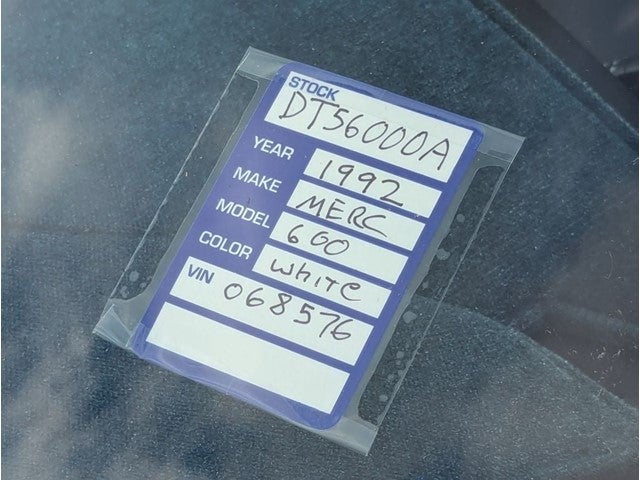 STOCK
DT56000A
YEAR 1992
MAKE MERC
MODEL 600
COLOR WHITE
VIN 068576